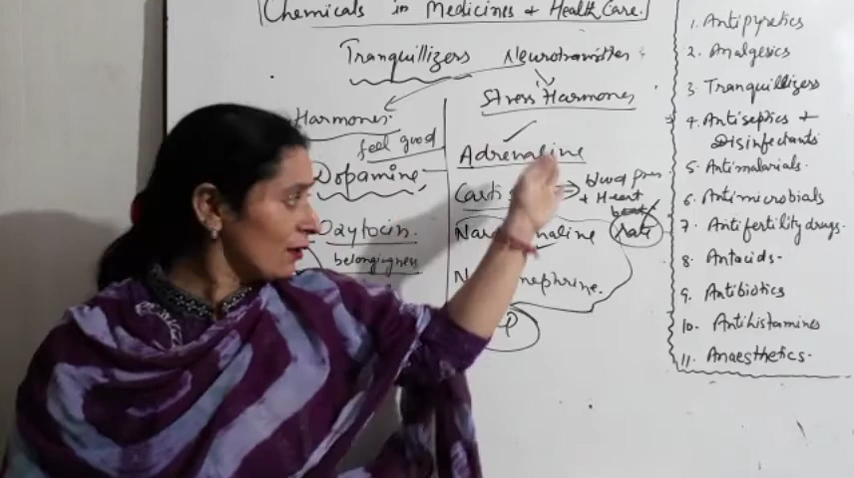 Chemicals in Medicines + Health Care.
Tranquillizers Neurotransmitters
Harmones.
feel good
Dopamine,
Oxytocin.
belongingness
Stress Harmones
Adrenaline
blood pres
+ Heart
beat
rate
1. Antipyretics
2. Analgesics
3. Tranquillizers
4. Antiseptics +
Disinfectants
5. Antimalarials.
6. Antimicrobials
7. Antifertility drugs.
8. Antacids.
9. Antibiotics
10. Antihistamines
11. Anaesthetics.